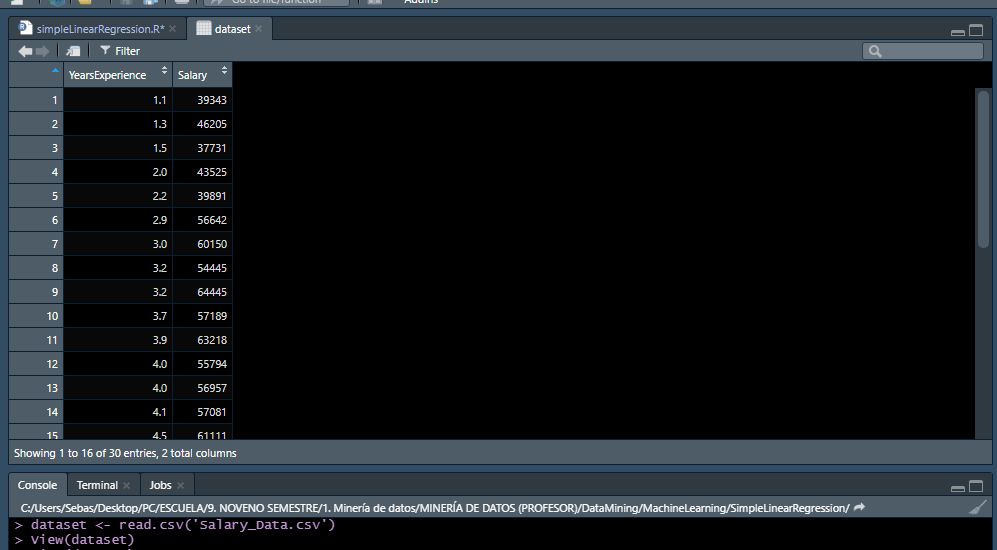 Go to file/function Addins
simpleLinearRegression.R* × dataset ×
Filter
YearsExperience Salary
1 1.1 39343
2 1.3 46205
3 1.5 37731
4 2.0 43525
5 2.2 39891
6 2.9 56642
7 3.0 60150
8 3.2 54445
9 3.2 64445
10 3.7 57189
11 3.9 63218
12 4.0 55794
13 4.0 56957
14 4.1 57081
15 4.5 61111
Showing 1 to 16 of 30 entries, 2 total columns
Console Terminal × Jobs ×
C:/Users/Sebas/Desktop/PC/ESCUELA/9. NOVENO SEMESTRE/1. Minería de datos/MINERÍA DE DATOS (PROFESOR)/DataMining/MachineLearning/SimpleLinearRegression/
> dataset <- read.csv('Salary_Data.csv')
> View(dataset)